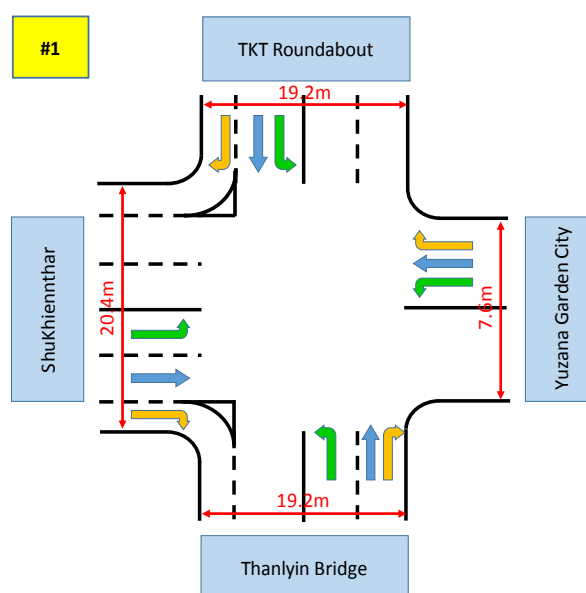 #1
TKT Roundabout
19.2m
ShuKhiennthar
20.4m
7.6m
Yuzana Garden City
19.2m
Thanlyin Bridge